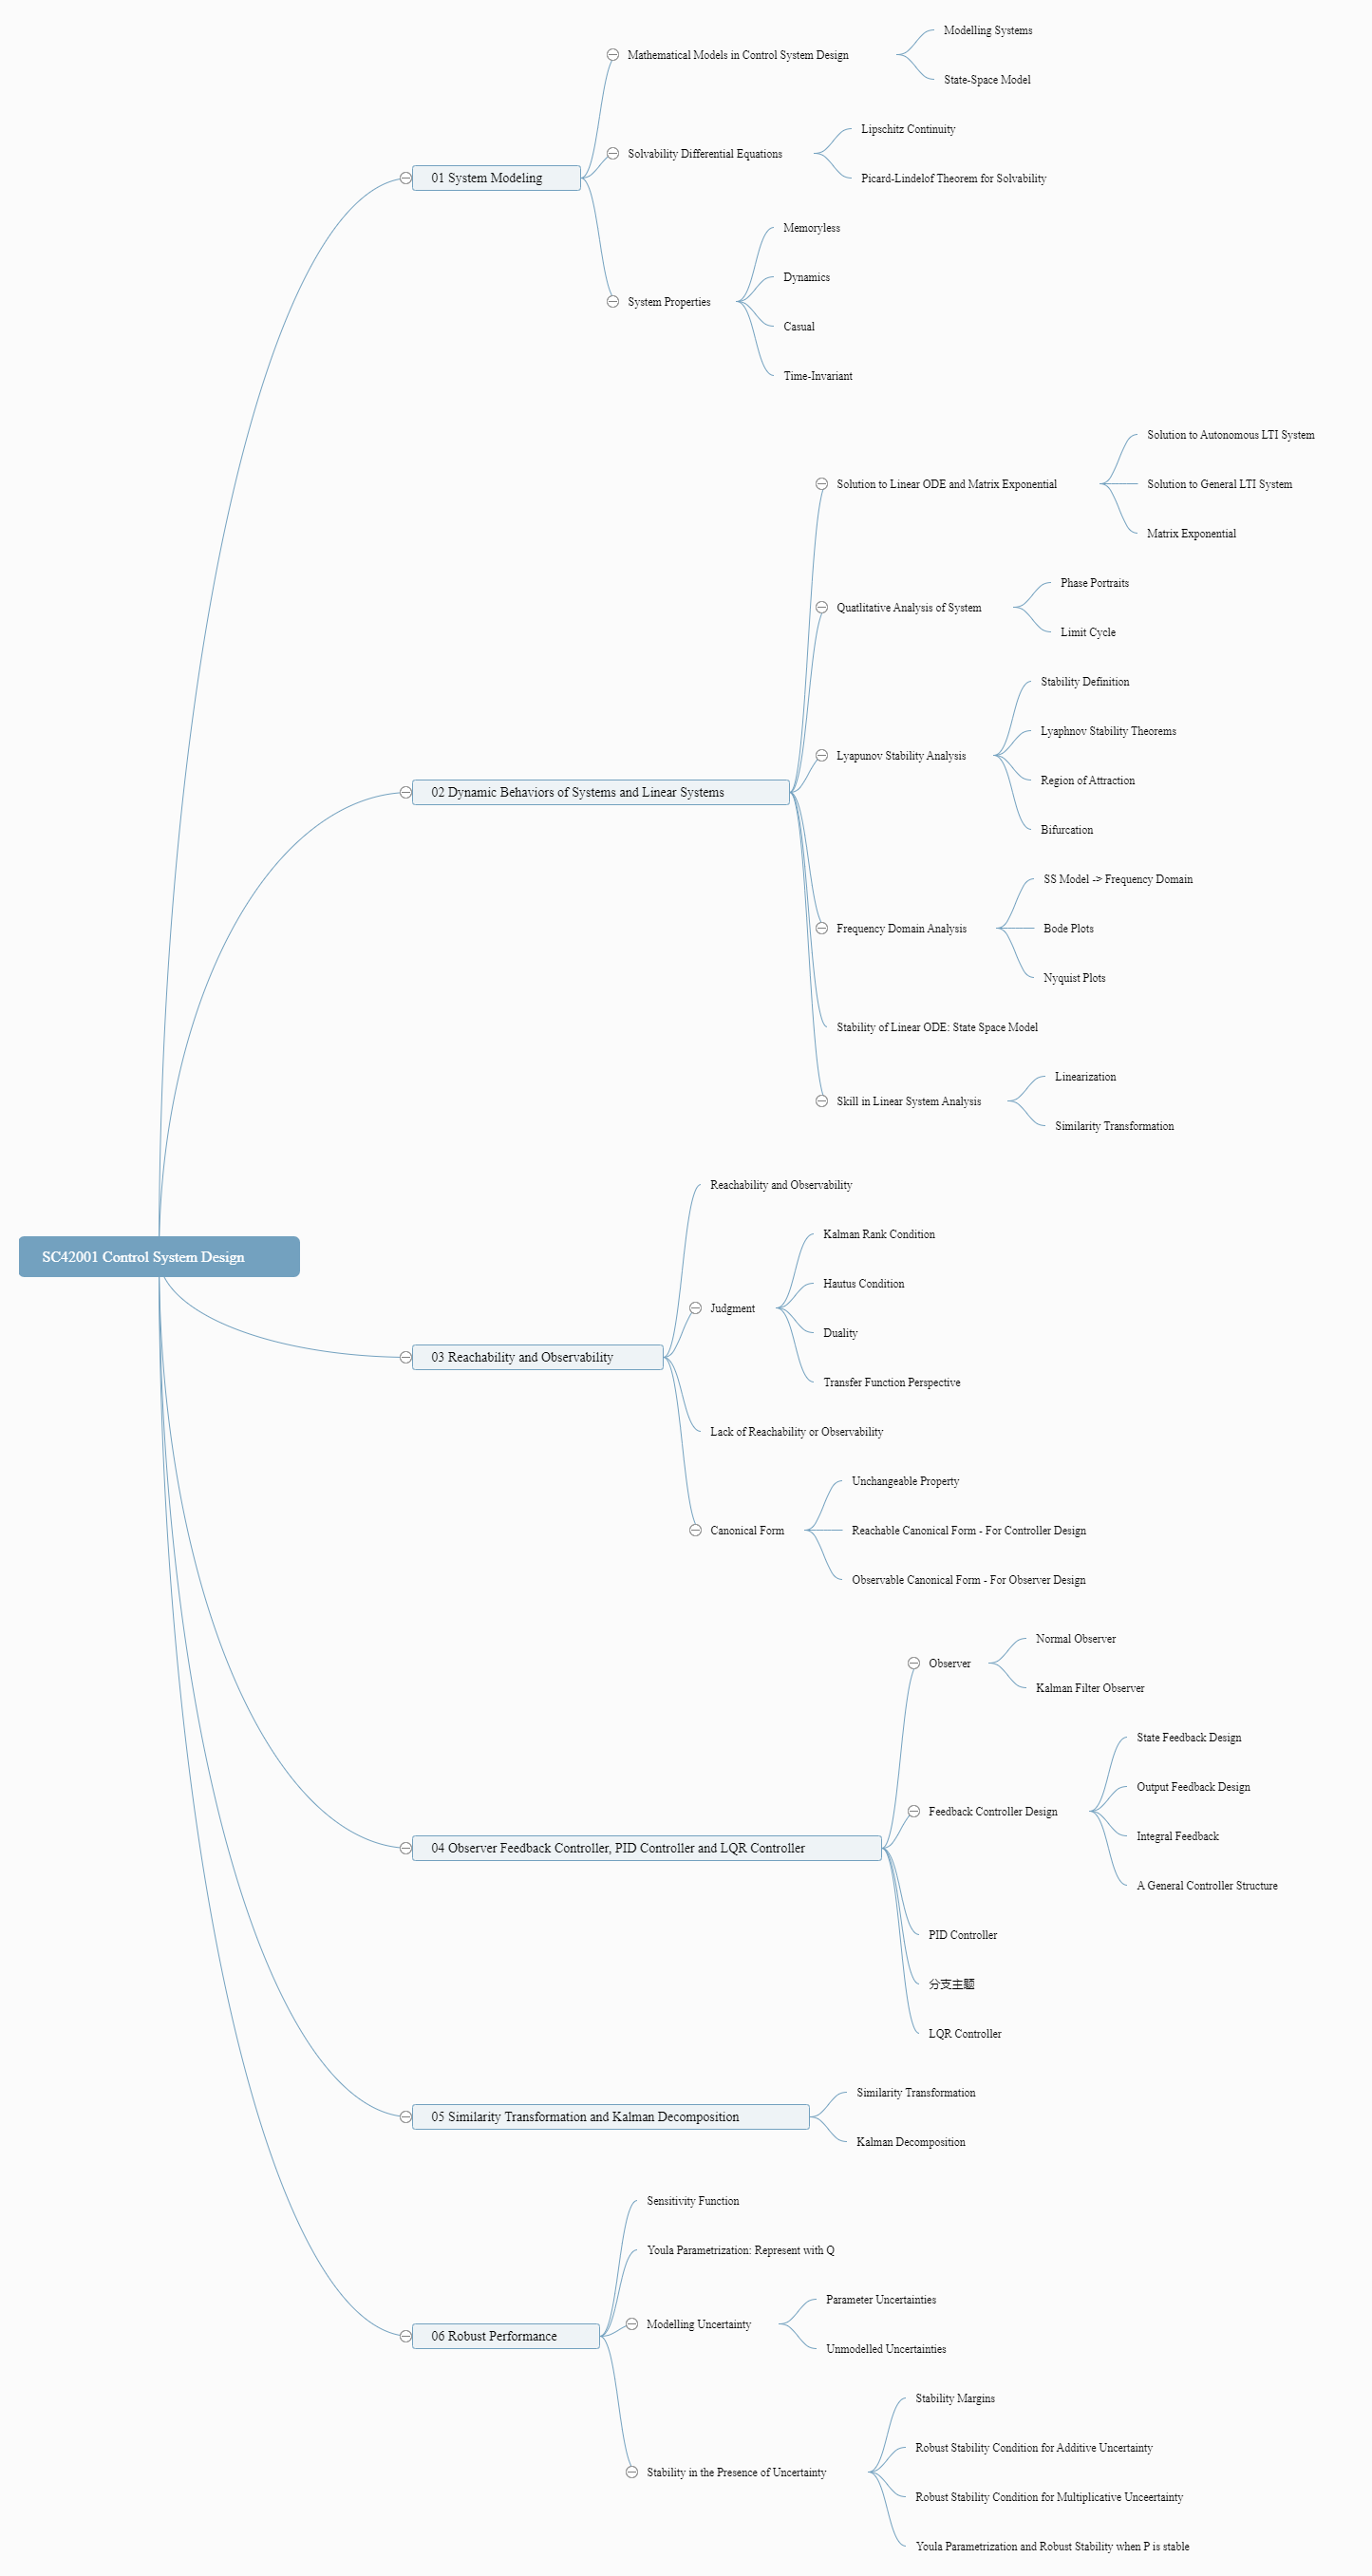 SC42001 Control System Design
01 System Modeling
Mathematical Models in Control System Design
Modelling Systems
State-Space Model
Solvability Differential Equations
Lipschitz Continuity
Picard-Lindelof Theorem for Solvability
System Properties
Memoryless
Dynamics
Casual
Time-Invariant
02 Dynamic Behaviors of Systems and Linear Systems
Solution to Linear ODE and Matrix Exponential
Solution to Autonomous LTI System
Solution to General LTI System
Matrix Exponential
Quatlitative Analysis of System
Phase Portraits
Limit Cycle
Lyapunov Stability Analysis
Stability Definition
Lyaphnov Stability Theorems
Region of Attraction
Bifurcation
Frequency Domain Analysis
SS Model -> Frequency Domain
Bode Plots
Nyquist Plots
Stability of Linear ODE: State Space Model
Skill in Linear System Analysis
Linearization
Similarity Transformation
03 Reachability and Observability
Reachability and Observability
Judgment
Kalman Rank Condition
Hautus Condition
Duality
Transfer Function Perspective
Lack of Reachability or Observability
Canonical Form
Unchangeable Property
Reachable Canonical Form - For Controller Design
Observable Canonical Form - For Observer Design
04 Observer Feedback Controller, PID Controller and LQR Controller
Observer
Normal Observer
Kalman Filter Observer
Feedback Controller Design
State Feedback Design
Output Feedback Design
Integral Feedback
A General Controller Structure
PID Controller
分支主题
LQR Controller
05 Similarity Transformation and Kalman Decomposition
Similarity Transformation
Kalman Decomposition
06 Robust Performance
Sensitivity Function
Youla Parametrization: Represent with Q
Modelling Uncertainty
Parameter Uncertainties
Unmodelled Uncertainties
Stability in the Presence of Uncertainty
Stability Margins
Robust Stability Condition for Additive Uncertainty
Robust Stability Condition for Multiplicative Unceertainty
Youla Parametrization and Robust Stability when P is stable